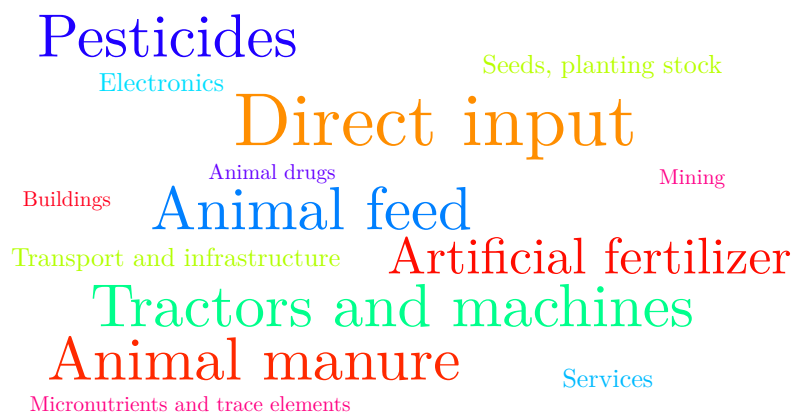 Pesticides
Seeds, planting stock
Electronics
Direct input
Animal drugs
Mining
Buildings
Animal feed
Transport and infrastructure
Artificial fertilizer
Tractors and machines
Animal manure
Services
Micronutrients and trace elements